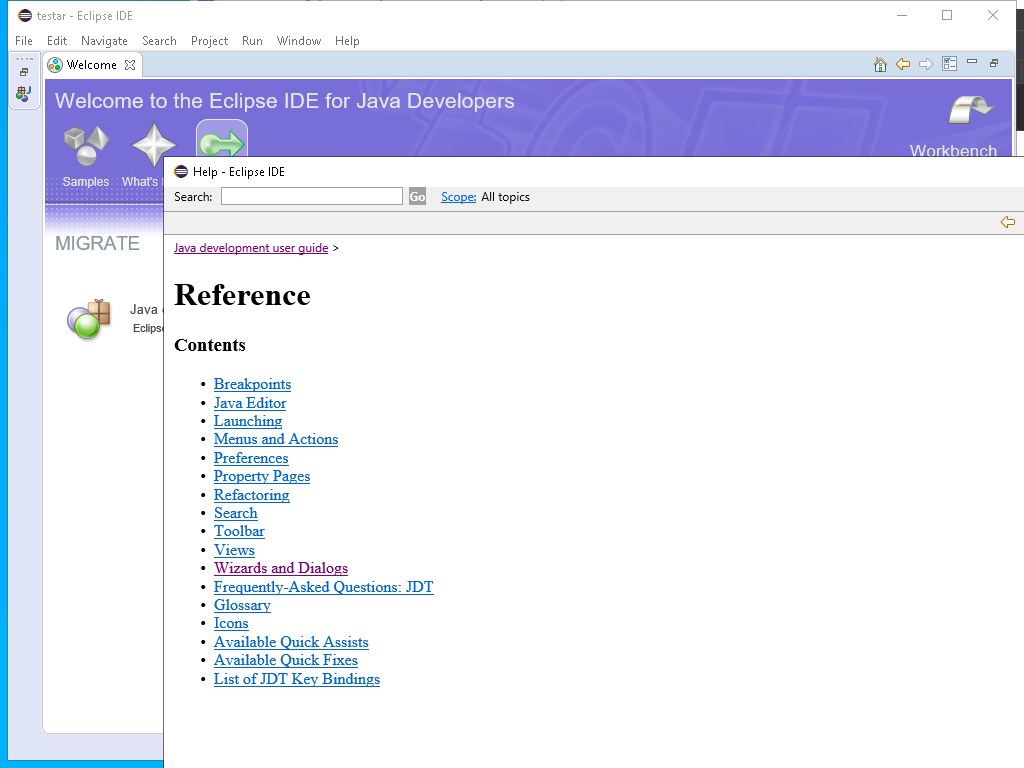 testar - Eclipse IDE
File Edit Navigate Search Project Run Window Help
Welcome
Welcome to the Eclipse IDE for Java Developers
Workbench
Samples What's
MIGRATE
Java
Eclipse
Help - Eclipse IDE
Search: Go Scope: All topics
Java development user guide >
Reference
Contents
• Breakpoints
• Java Editor
• Launching
• Menus and Actions
• Preferences
• Property Pages
• Refactoring
• Search
• Toolbar
• Views
• Wizards and Dialogs
• Frequently-Asked Questions: JDT
• Glossary
• Icons
• Available Quick Assists
• Available Quick Fixes
• List of JDT Key Bindings